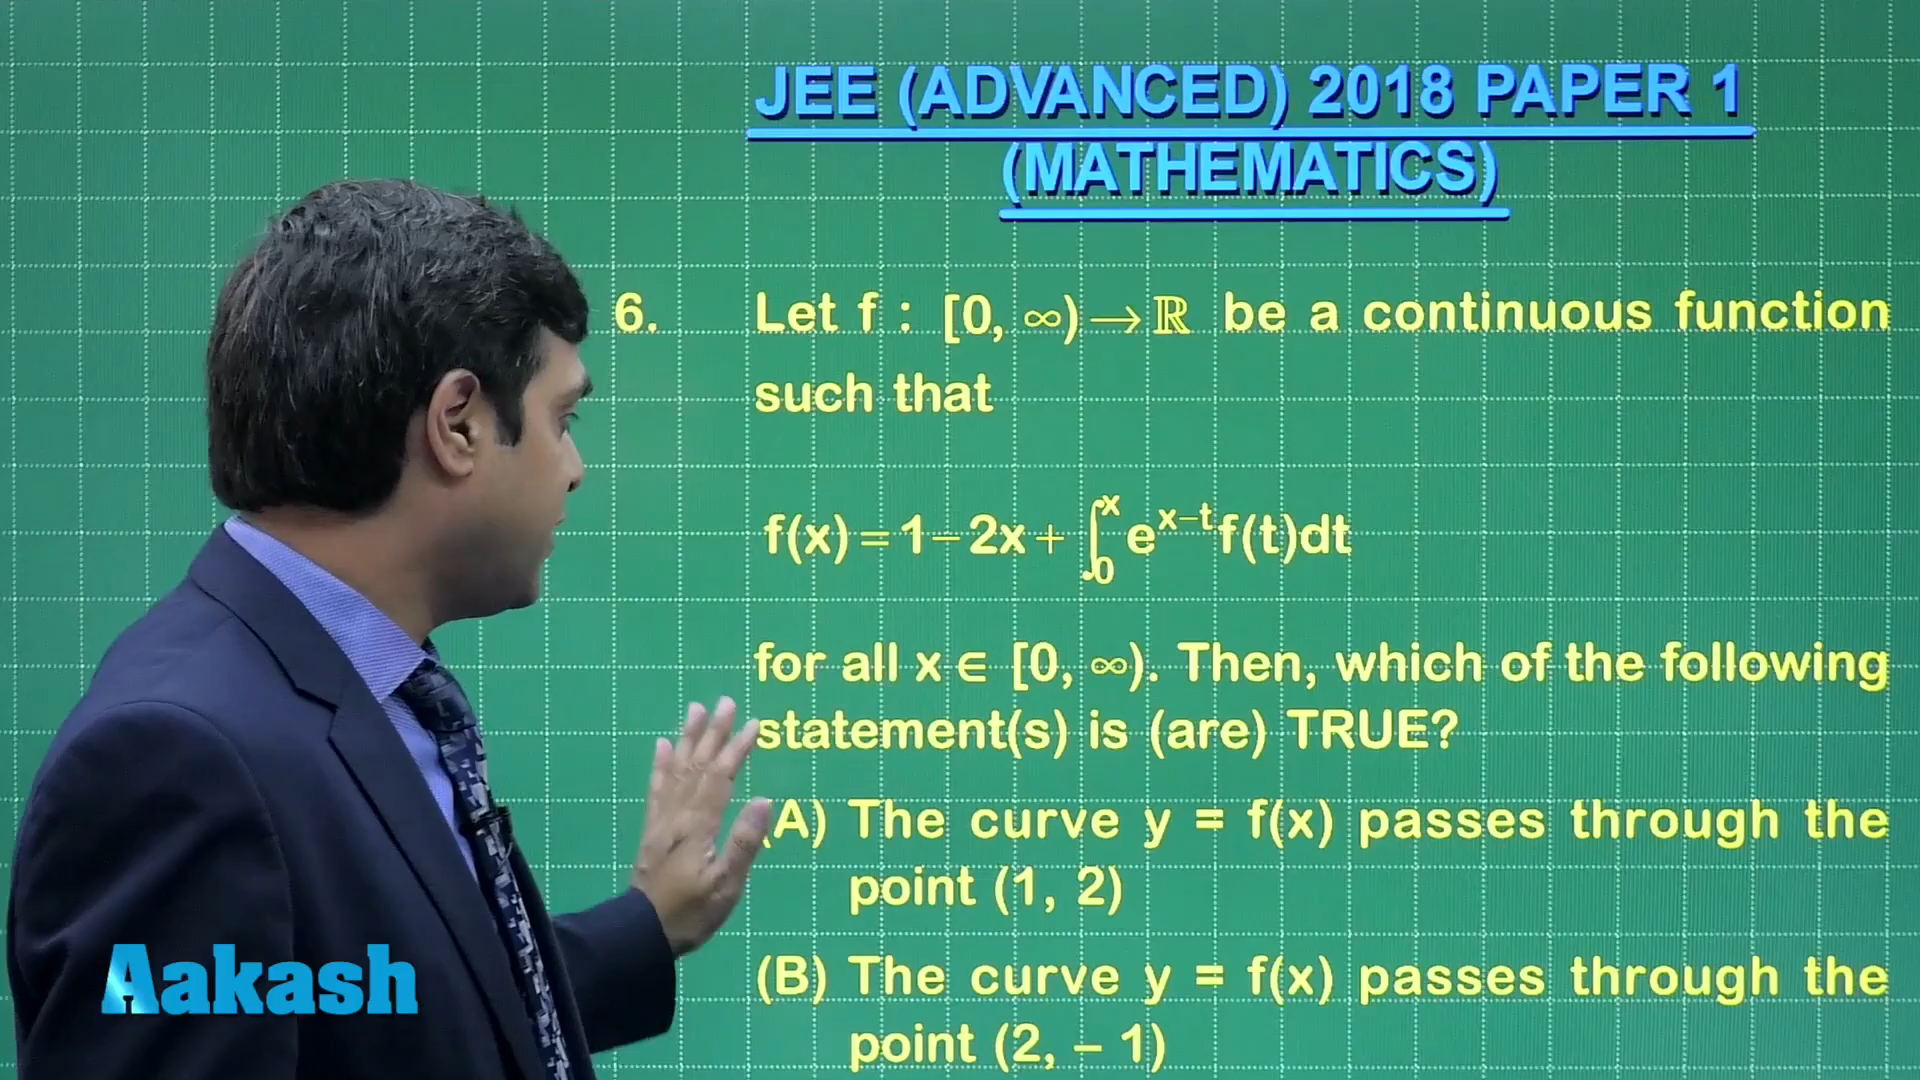 JEE (ADVANCED) 2018 PAPER 1
(MATHEMATICS)
6. Let f : [0, ∞) → ℝ be a continuous function
such that
f(x) = 1 – 2x + ∫₀ˣ eˣ⁻ᵗ f(t)dt
for all x ∈ [0, ∞). Then, which of the following
statement(s) is (are) TRUE?
(A) The curve y = f(x) passes through the
point (1, 2)
(B) The curve y = f(x) passes through the
point (2, – 1)
Aakash